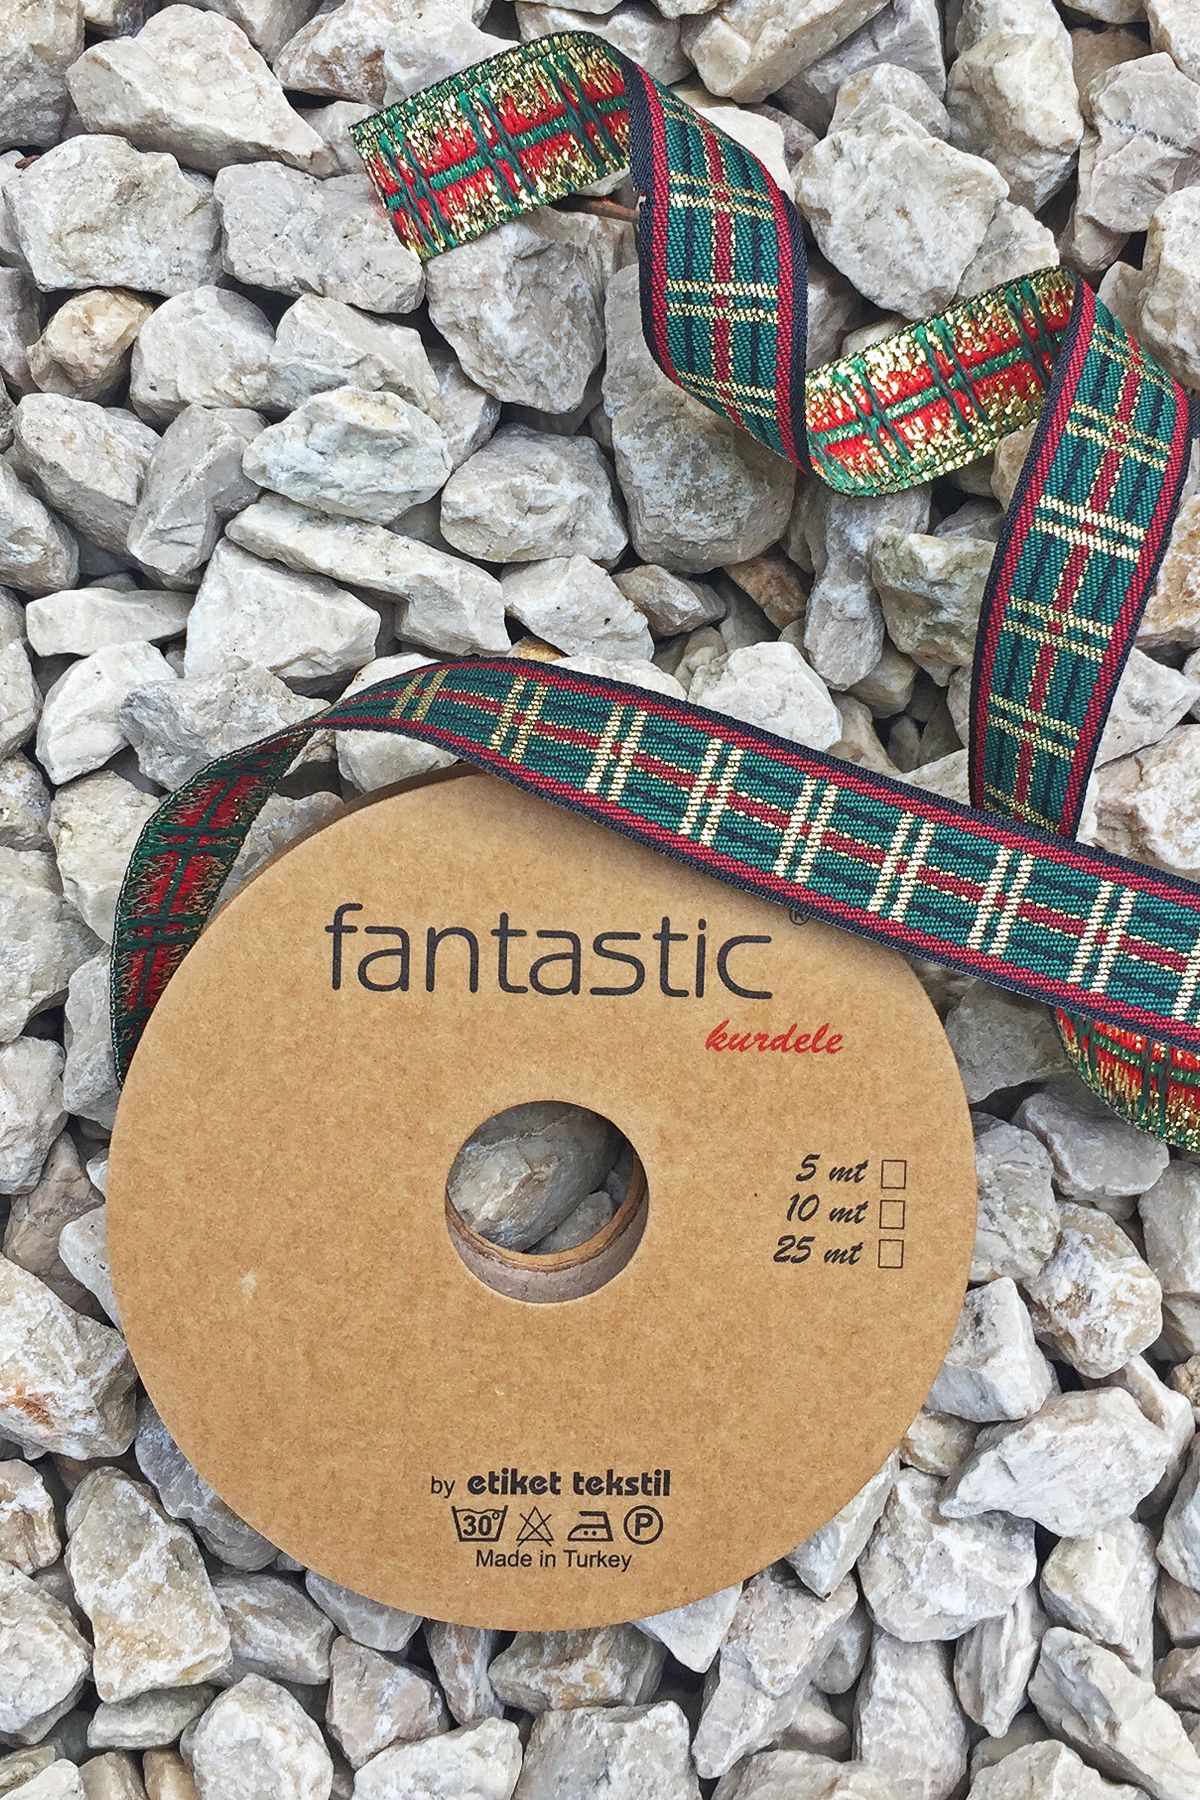 fantastic®
kurdele
5 mt
10 mt
25 mt
by etiket tekstil
30° P
Made in Turkey